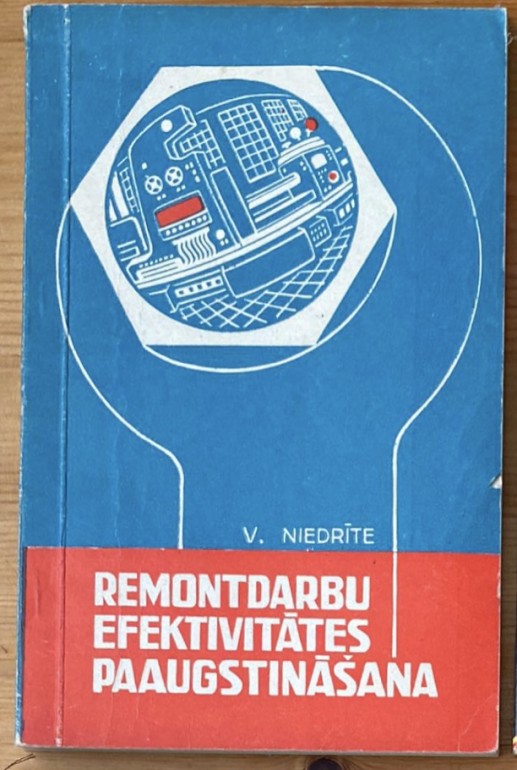 V. NIEDRĪTE
REMONTDARBU
EFEKTIVITĀTES
PAAUGSTINĀŠANA